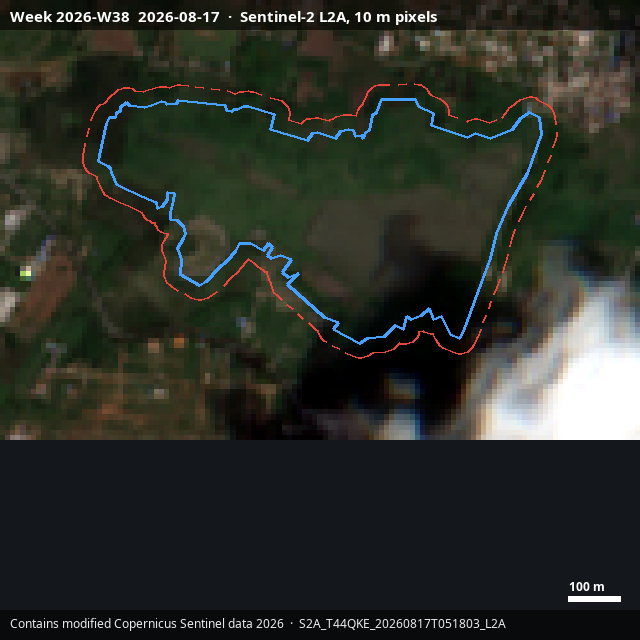 Week 2026-W38  2026-08-17  ·  Sentinel-2 L2A, 10 m pixels
100 m
Contains modified Copernicus Sentinel data 2026  ·  S2A_T44QKE_20260817T051803_L2A